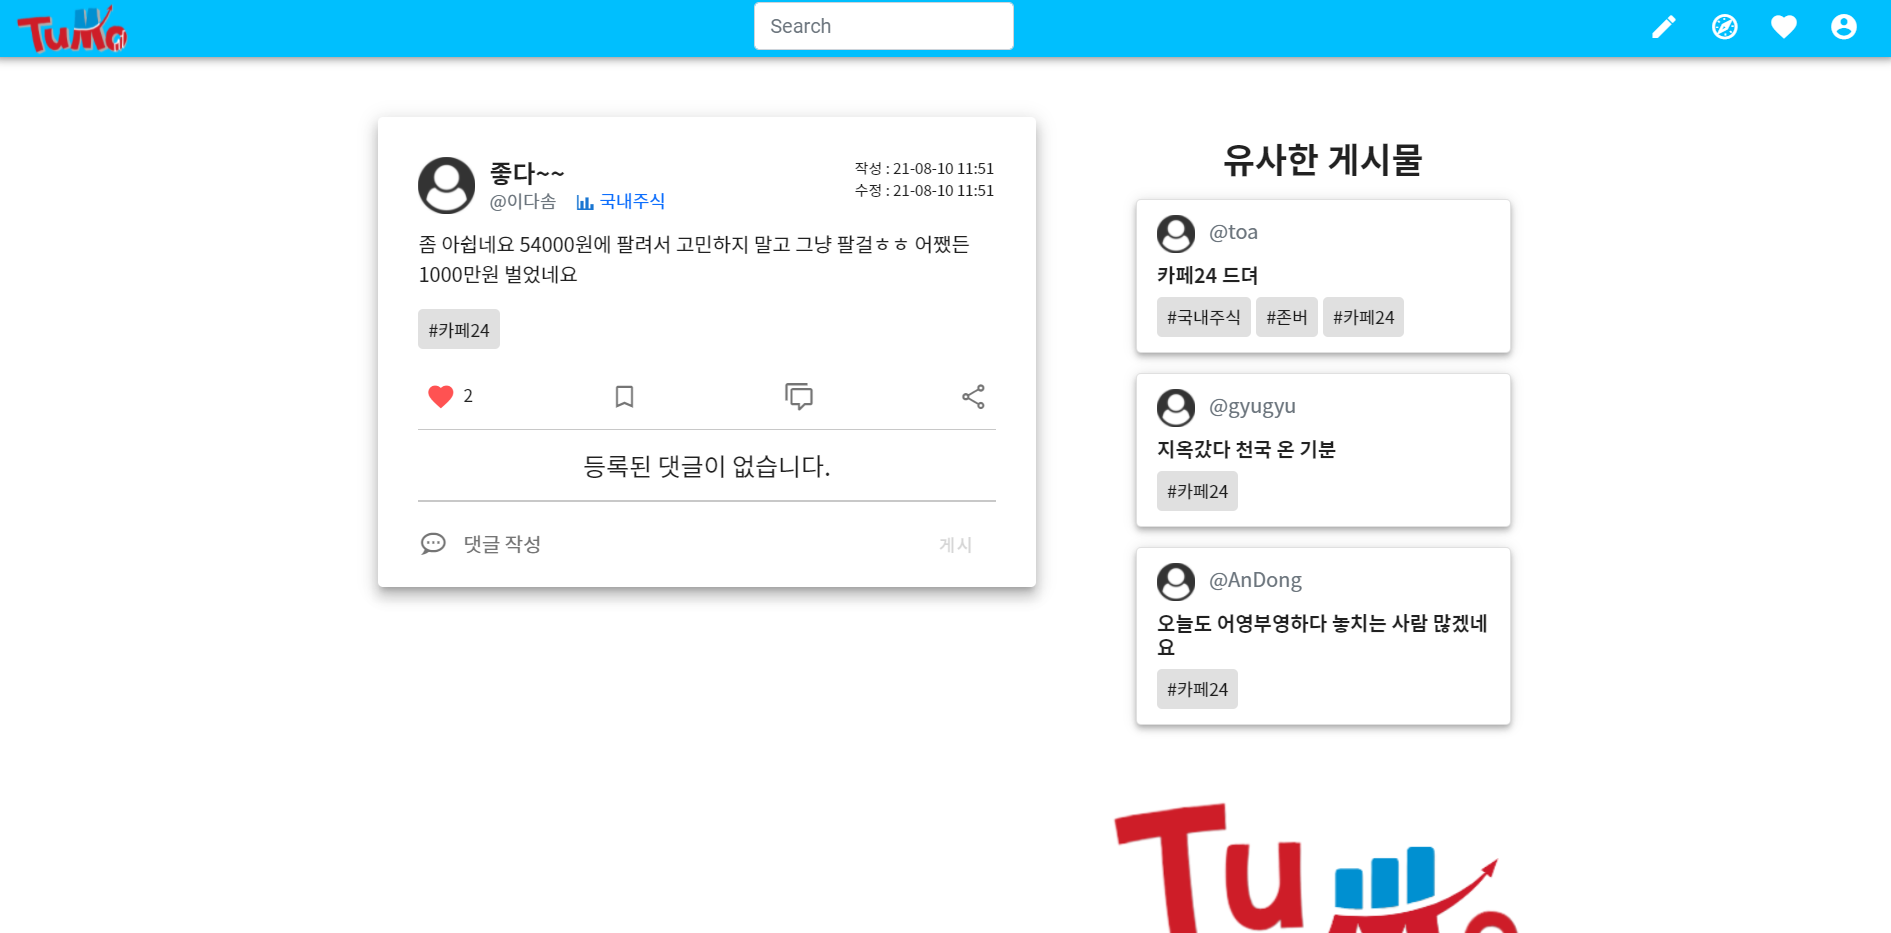 TuMo
Search
좋다~~
@이다솜 국내주식
작성 : 21-08-10 11:51
수정 : 21-08-10 11:51
좀 아쉽네요 54000원에 팔려서 고민하지 말고 그냥 팔걸ㅎㅎ 어쨌든
1000만원 벌었네요
#카페24
2
등록된 댓글이 없습니다.
댓글 작성
게시
유사한 게시물
@toa
카페24 드뎌
#국내주식 #존버 #카페24
@gyugyu
지옥갔다 천국 온 기분
#카페24
@AnDong
오늘도 어영부영하다 놓치는 사람 많겠네
요
#카페24
TuMo